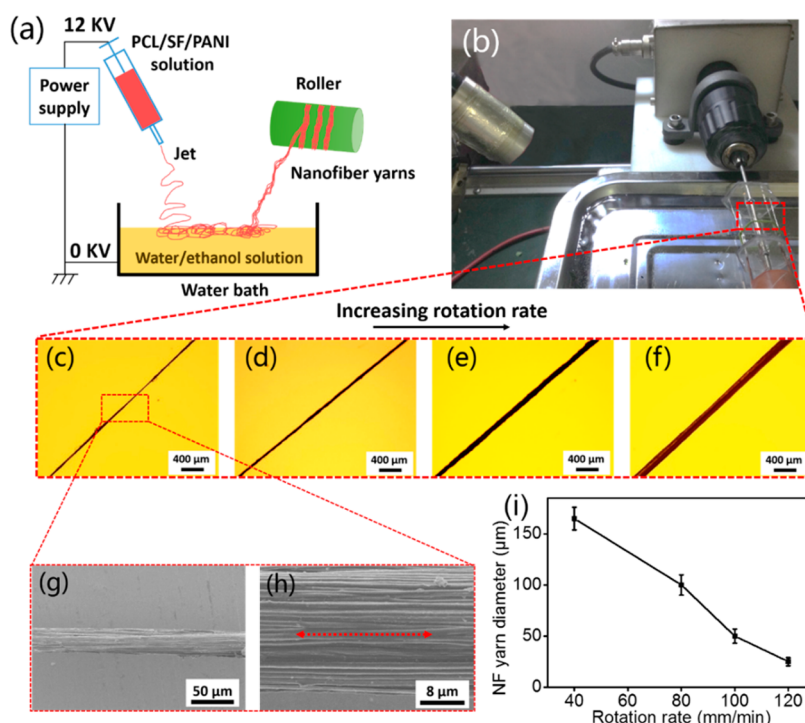 (a)
12 KV
PCL/SF/PANI
solution
Power
supply
Jet
Roller
Nanofiber yarns
0 KV
Water/ethanol solution
Water bath
(b)
Increasing rotation rate
(c)
400 μm
(d)
400 μm
(e)
400 μm
(f)
400 μm
(g)
50 μm
(h)
8 μm
(i)
NF yarn diameter (μm)
150
100
50
0
40
60
80
100
120
Rotation rate (mm/min)